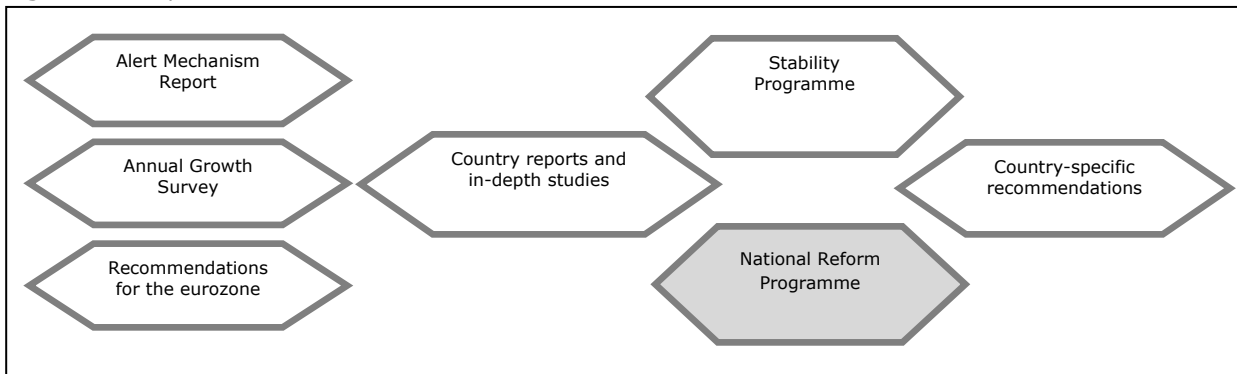 Alert Mechanism
Report
Annual Growth
Survey
Recommendations
for the eurozone
Country reports and
in-depth studies
Stability
Programme
National Reform
Programme
Country-specific
recommendations